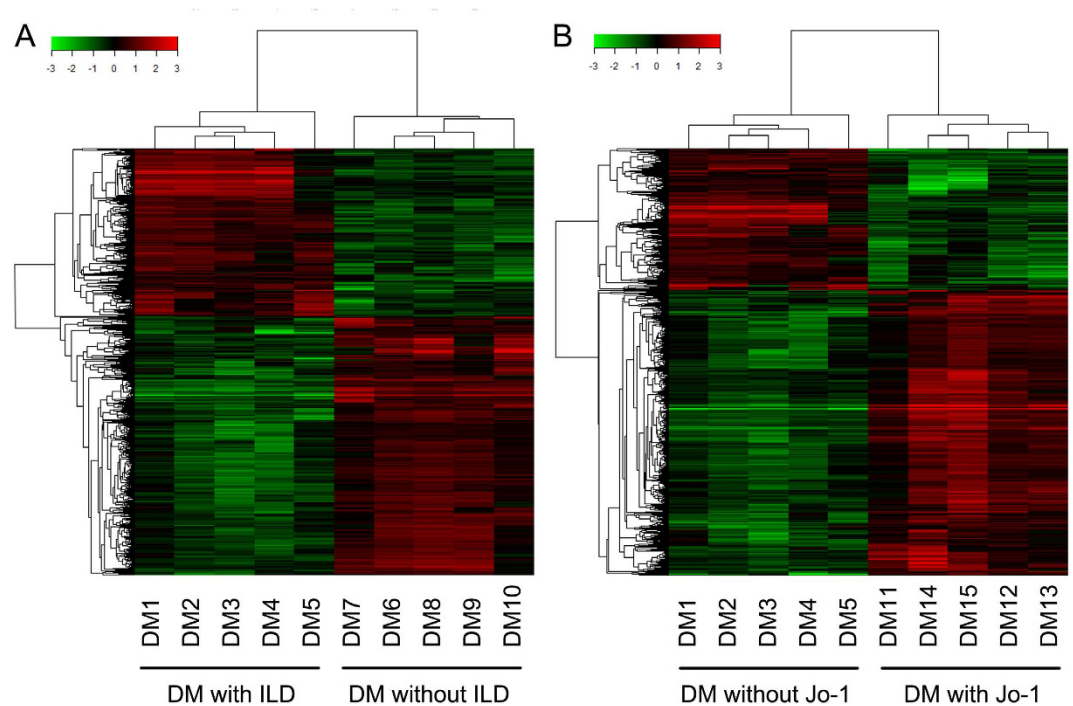 A
-3 -2 -1 0 1 2 3
DM1 DM2 DM3 DM4 DM5 DM7 DM6 DM8 DM9 DM10
DM with ILD DM without ILD
B
-3 -2 -1 0 1 2 3
DM1 DM2 DM3 DM4 DM5 DM11 DM14 DM15 DM12 DM13
DM without Jo-1 DM with Jo-1